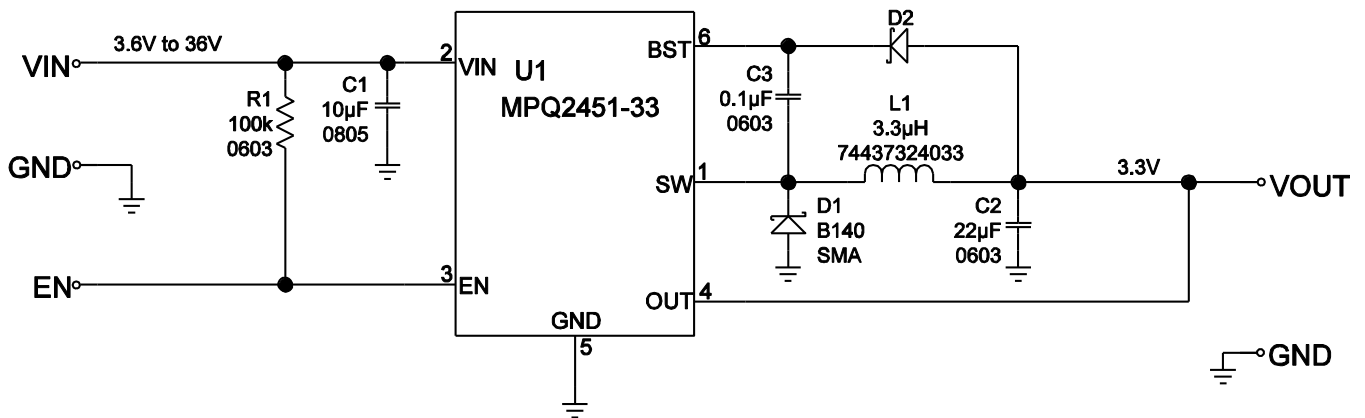 VIN
3.6V to 36V
R1
100k
0603
C1
10µF
0805
GND
EN
2
VIN
U1
MPQ2451-33
3
EN
GND
5
BST
6
SW
1
OUT
4
D2
C3
0.1µF
0603
L1
3.3µH
74437324033
D1
B140
SMA
C2
22µF
0603
3.3V
VOUT
GND